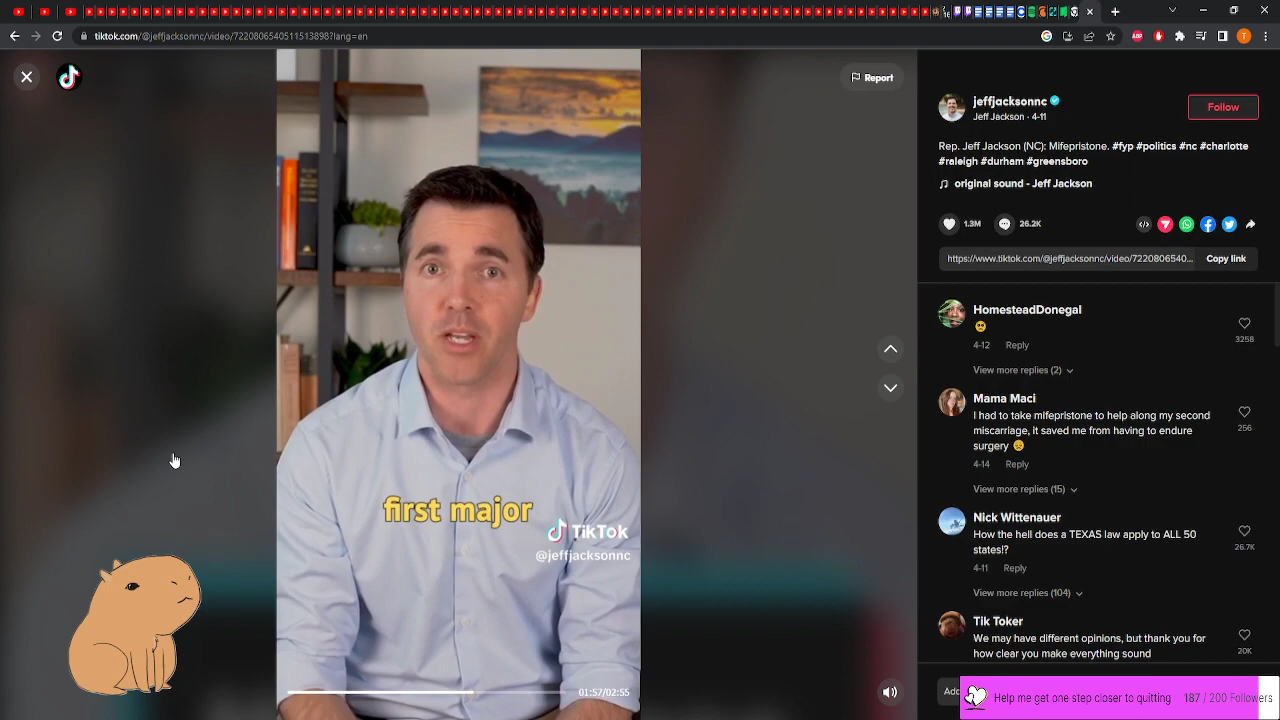 tiktok.com/@jeffjacksonnc/video/7220806540511513898?lang=en
Report
first major
TikTok
@jeffjacksonnc
01:57/02:55
jeffjacksonnc
Jeff Jackson · 4-11
Follow
Rep. Jeff Jackson (NC): Mifepristone. #fyp #politics #nc #charlotte
#raleigh #durham #greensboro
original sound - Jeff Jackson
1.3M
26.2K
https://www.tiktok.com/@jeffjacksonnc/video/7220806540...
Copy link
HomesteadDonegal
4-12 Reply
3258
View more replies (2)
Mama Maci
I had to take mifepristone to help along my second
miscarriage, it saved me from having to endure
surgery
256
4-14 Reply
View more replies (15)
Nick Wittenauer
How the hell does a TEXAS law apply to ALL 50
states!?
26.7K
4-11 Reply
View more replies (104)
Tik Toker
We may have different opinions, but thank you for
how clear you make everything sound
20K
Help me get one step closer to quitting
187 / 200 Followers